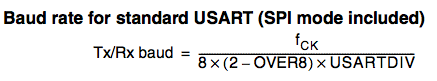 Baud rate for standard USART (SPI mode included)
Tx/Rx baud = fCK
8 × (2 – OVER8) × USARTDIV